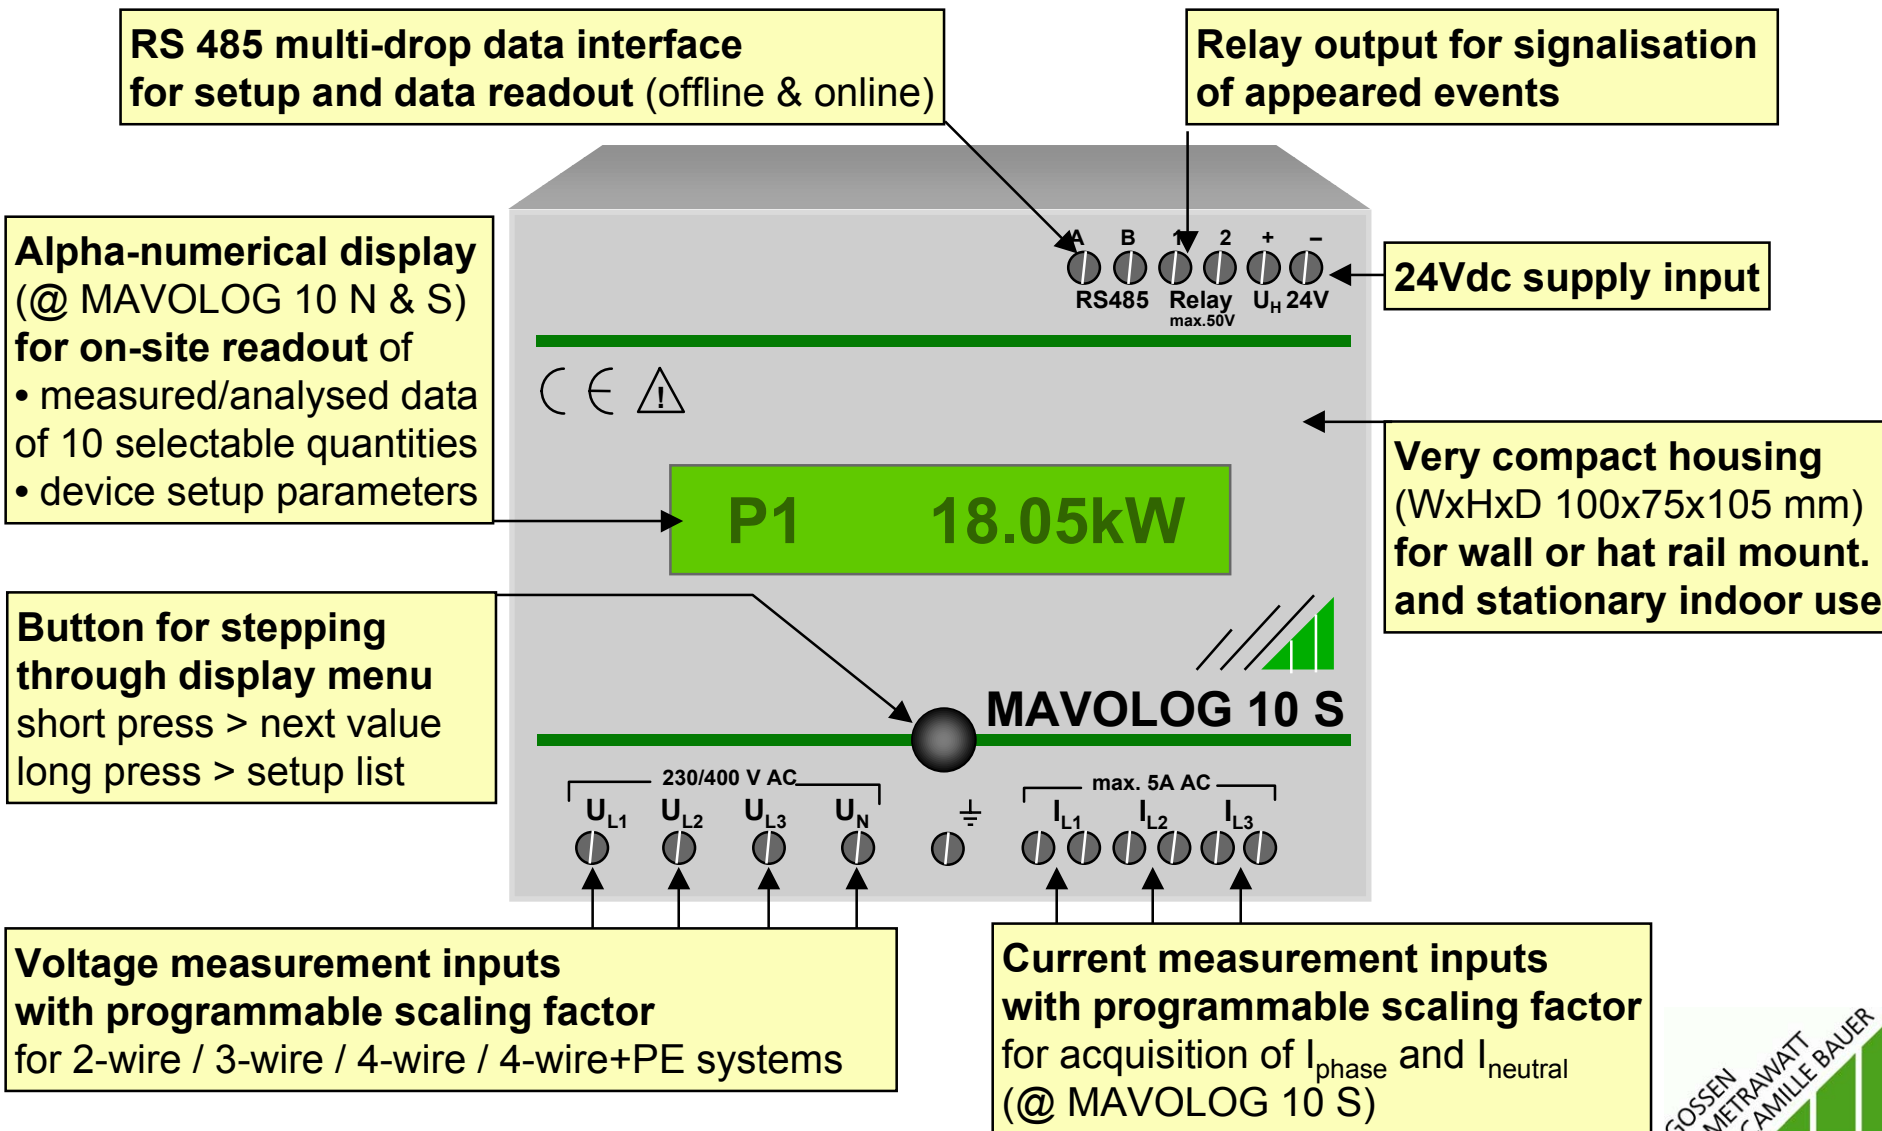 RS 485 multi-drop data interface
for setup and data readout (offline & online)
Relay output for signalisation
of appeared events
Alpha-numerical display
(@ MAVOLOG 10 N & S)
for on-site readout of
• measured/analysed data
of 10 selectable quantities
• device setup parameters
A B 1 2 + –
RS485 Relay UH 24V
max.50V
24Vdc supply input
CE
!
Very compact housing
(WxHxD 100x75x105 mm)
for wall or hat rail mount.
and stationary indoor use
P1 18.05kW
Button for stepping
through display menu
short press > next value
long press > setup list
MAVOLOG 10 S
230/400 V AC
UL1 UL2 UL3 UN
max. 5A AC
IL1 IL2 IL3
Voltage measurement inputs
with programmable scaling factor
for 2-wire / 3-wire / 4-wire / 4-wire+PE systems
Current measurement inputs
with programmable scaling factor
for acquisition of Iphase and Ineutral
(@ MAVOLOG 10 S)
GOSSEN
METRAWATT
CAMILLE BAUER